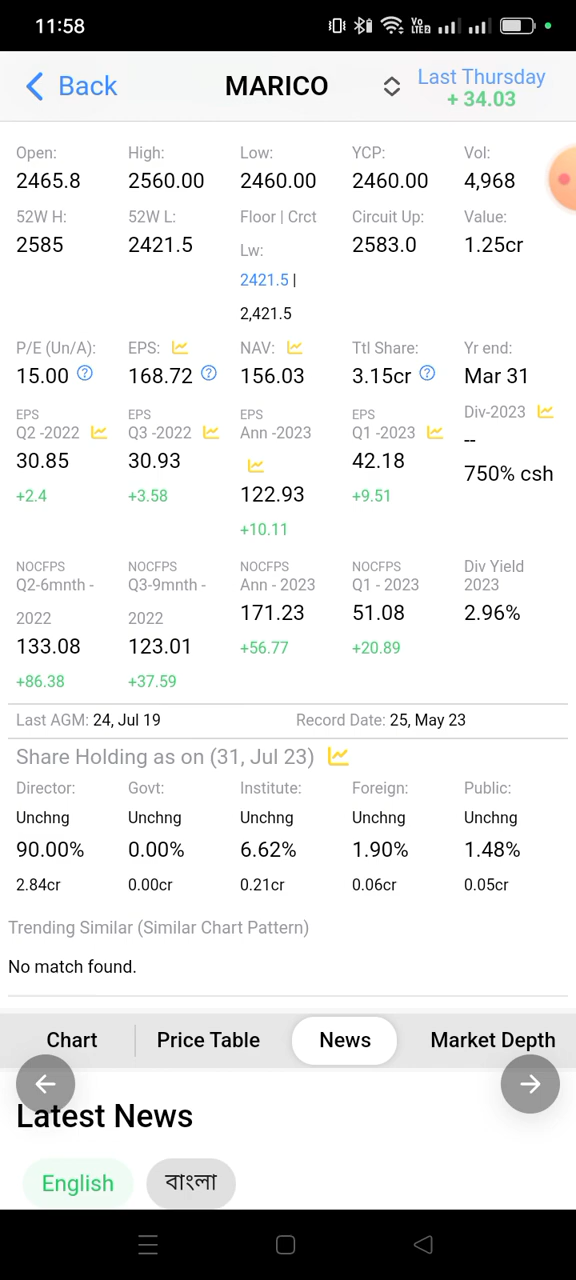 11:58
Vo LTE 2
Back
MARICO
Last Thursday
+ 34.03
Open: High: Low: YCP: Vol:
2465.8 2560.00 2460.00 2460.00 4,968
52W H: 52W L: Floor | Crct Lw: Circuit Up: Value:
2585 2421.5 2421.5 | 2,421.5 2583.0 1.25cr
P/E (Un/A): EPS: NAV: Ttl Share: Yr end:
15.00 168.72 156.03 3.15cr Mar 31
EPS EPS EPS EPS Div-2023
Q2 -2022 Q3 -2022 Ann -2023 Q1 -2023 --
30.85 30.93 122.93 42.18 750% csh
+2.4 +3.58 +10.11 +9.51
NOCFPS NOCFPS NOCFPS NOCFPS Div Yield
Q2-6mnth - Q3-9mnth - Ann - 2023 Q1 - 2023 2023
2022 2022 171.23 51.08 2.96%
133.08 123.01 +56.77 +20.89
+86.38 +37.59
Last AGM: 24, Jul 19 Record Date: 25, May 23
Share Holding as on (31, Jul 23)
Director: Govt: Institute: Foreign: Public:
Unchng Unchng Unchng Unchng Unchng
90.00% 0.00% 6.62% 1.90% 1.48%
2.84cr 0.00cr 0.21cr 0.06cr 0.05cr
Trending Similar (Similar Chart Pattern)
No match found.
Chart Price Table News Market Depth
Latest News
English বাংলা